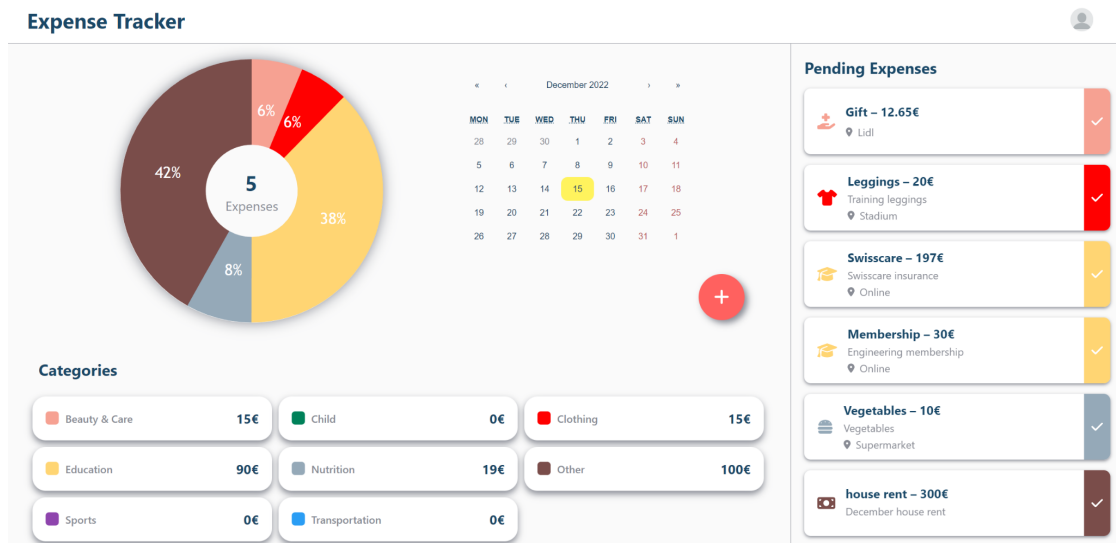 Expense Tracker
6%
6%
42%
38%
8%
5
Expenses
« ‹ December 2022 › »
MON TUE WED THU FRI SAT SUN
28 29 30 1 2 3 4
5 6 7 8 9 10 11
12 13 14 15 16 17 18
19 20 21 22 23 24 25
26 27 28 29 30 31 1
+
Categories
Beauty & Care 15€
Child 0€
Clothing 15€
Education 90€
Nutrition 19€
Other 100€
Sports 0€
Transportation 0€
Pending Expenses
Gift – 12.65€
Lidl
Leggings – 20€
Training leggings
Stadium
Swisscare – 197€
Swisscare insurance
Online
Membership – 30€
Engineering membership
Online
Vegetables – 10€
Vegetables
Supermarket
house rent – 300€
December house rent